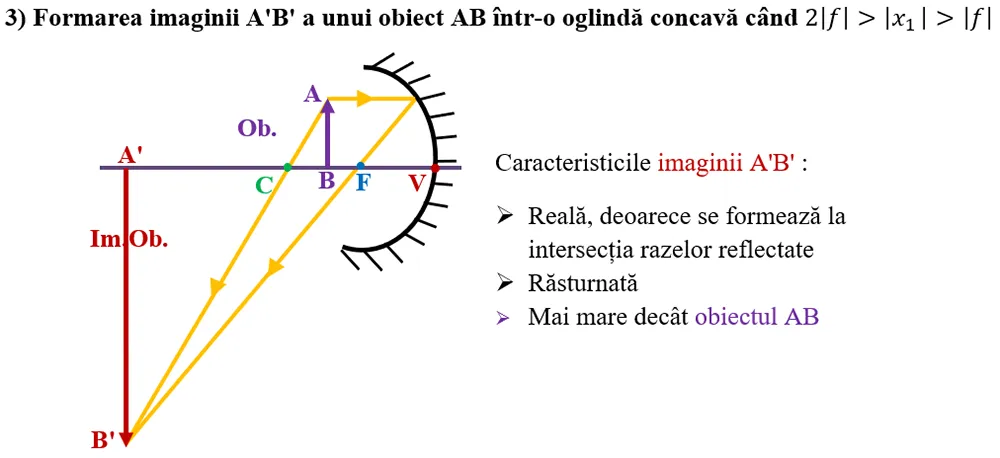 3) Formarea imaginii A'B' a unui obiect AB într-o oglindă concavă când 2|f| > |x₁| > |f|
A
Ob.
A'
C
B
F
V
Im.Ob.
B'
Caracteristicile imaginii A'B' :
➢ Reală, deoarece se formează la
intersecția razelor reflectate
➢ Răsturnată
➢ Mai mare decât obiectul AB